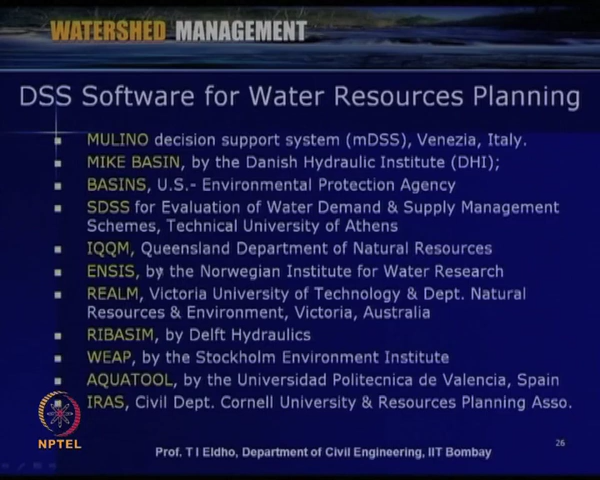 WATERSHED MANAGEMENT
DSS Software for Water Resources Planning
MULINO decision support system (mDSS), Venezia, Italy.
MIKE BASIN, by the Danish Hydraulic Institute (DHI);
BASINS, U.S.- Environmental Protection Agency
SDSS for Evaluation of Water Demand & Supply Management
Schemes, Technical University of Athens
IQQM, Queensland Department of Natural Resources
ENSIS, by the Norwegian Institute for Water Research
REALM, Victoria University of Technology & Dept. Natural
Resources & Environment, Victoria, Australia
RIBASIM, by Delft Hydraulics
WEAP, by the Stockholm Environment Institute
AQUATOOL, by the Universidad Politecnica de Valencia, Spain
IRAS, Civil Dept. Cornell University & Resources Planning Asso.
NPTEL
26
Prof. T I Eldho, Department of Civil Engineering, IIT Bombay